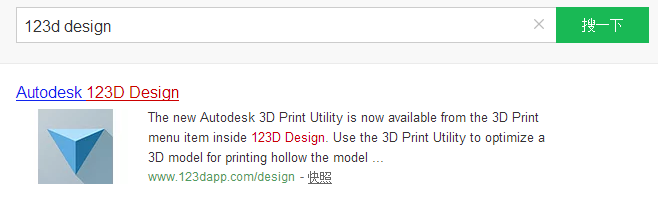 123d design × 搜一下
Autodesk 123D Design
The new Autodesk 3D Print Utility is now available from the 3D Print
menu item inside 123D Design. Use the 3D Print Utility to optimize a
3D model for printing hollow the model ...
www.123dapp.com/design - 快照